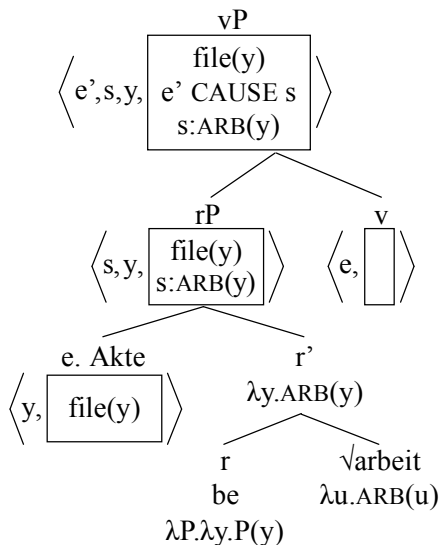 vP
file(y)
⟨ e’,s,y, e’ CAUSE s ⟩
s:ARB(y)
rP v
⟨ s,y, file(y) ⟩ ⟨ e, ⟩
s:ARB(y)
e. Akte r’
⟨ y, file(y) ⟩ λy.ARB(y)
r √arbeit
be λu.ARB(u)
λP.λy.P(y)